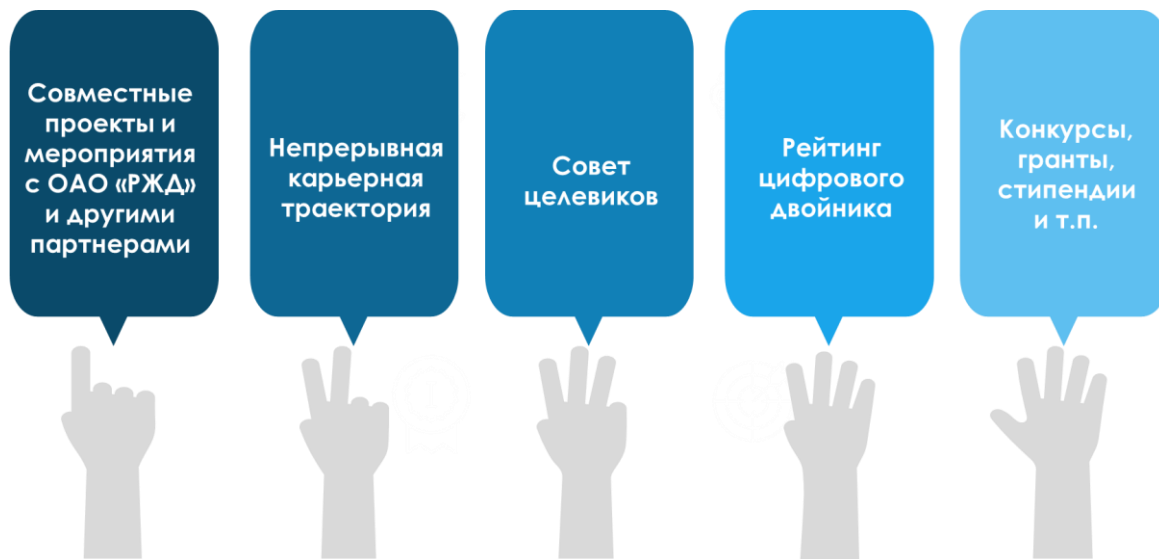 Совместные
проекты и
мероприятия
с ОАО «РЖД»
и другими
партнерами
Непрерывная
карьерная
траектория
Совет
целевиков
Рейтинг
цифрового
двойника
Конкурсы,
гранты,
стипендии
и т.п.